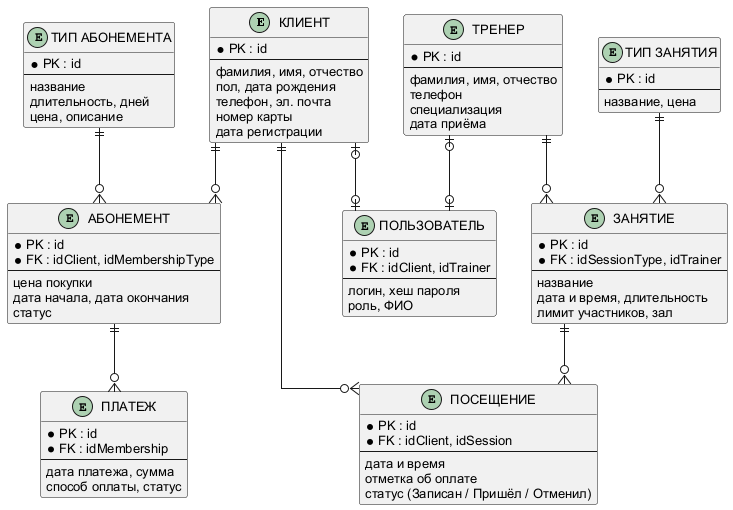 E ТИП АБОНЕМЕНТА
PK : id
название
длительность, дней
цена, описание
E КЛИЕНТ
PK : id
фамилия, имя, отчество
пол, дата рождения
телефон, эл. почта
номер карты
дата регистрации
E ТРЕНЕР
PK : id
фамилия, имя, отчество
телефон
специализация
дата приёма
E ТИП ЗАНЯТИЯ
PK : id
название, цена
E АБОНЕМЕНТ
PK : id
FK : idClient, idMembershipType
цена покупки
дата начала, дата окончания
статус
E ПОЛЬЗОВАТЕЛЬ
PK : id
FK : idClient, idTrainer
логин, хеш пароля
роль, ФИО
E ЗАНЯТИЕ
PK : id
FK : idSessionType, idTrainer
название
дата и время, длительность
лимит участников, зал
E ПЛАТЕЖ
PK : id
FK : idMembership
дата платежа, сумма
способ оплаты, статус
E ПОСЕЩЕНИЕ
PK : id
FK : idClient, idSession
дата и время
отметка об оплате
статус (Записан / Пришёл / Отменил)